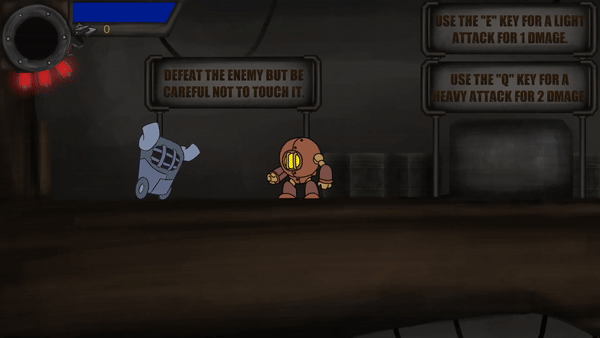 0
USE THE "E" KEY FOR A LIGHT
ATTACK FOR 1 DMAGE.
DEFEAT THE ENEMY BUT BE
CAREFUL NOT TO TOUCH IT.
USE THE "Q" KEY FOR A
HEAVY ATTACK FOR 2 DMAGE